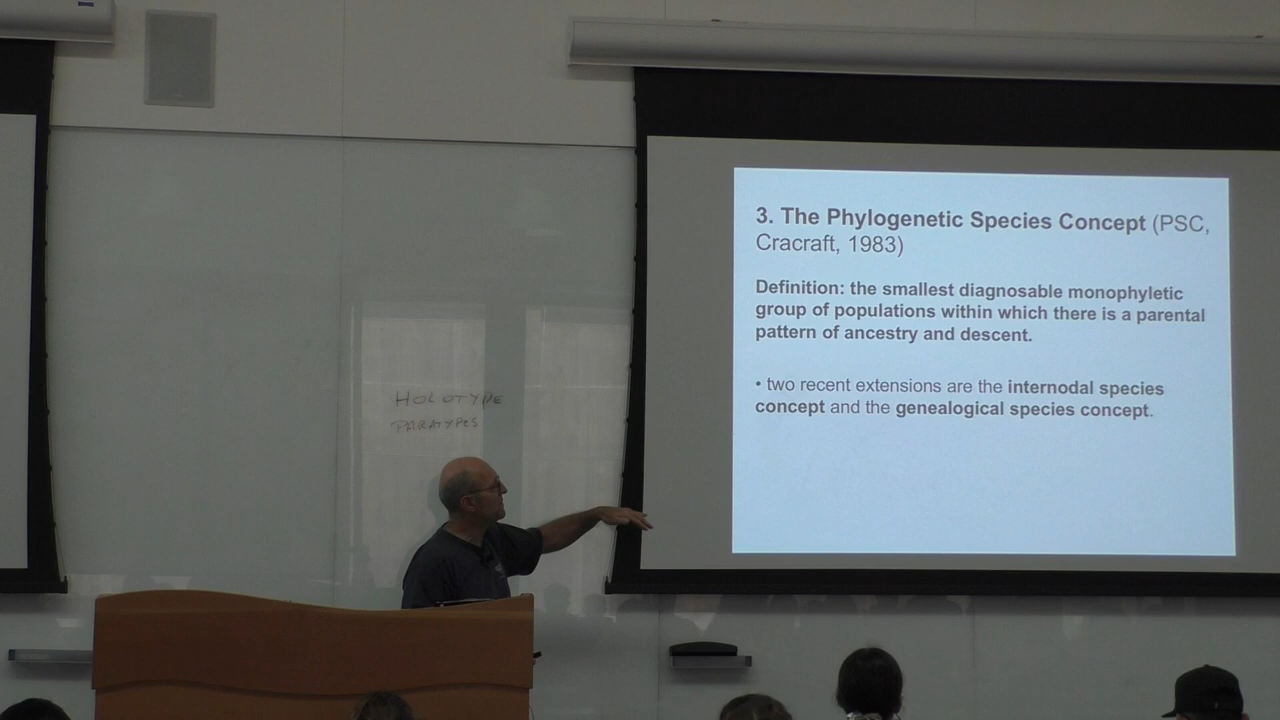 HOLOTYPE
PARATYPES
3. The Phylogenetic Species Concept (PSC,
Cracraft, 1983)
Definition: the smallest diagnosable monophyletic
group of populations within which there is a parental
pattern of ancestry and descent.
• two recent extensions are the internodal species
concept and the genealogical species concept.